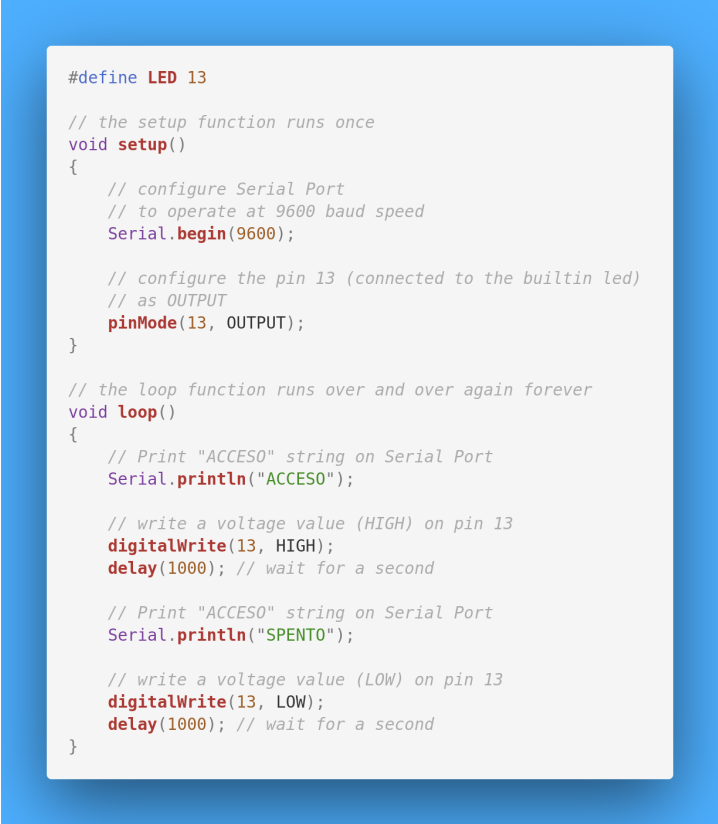 #define LED 13

// the setup function runs once
void setup()
{
    // configure Serial Port
    // to operate at 9600 baud speed
    Serial.begin(9600);

    // configure the pin 13 (connected to the builtin led)
    // as OUTPUT
    pinMode(13, OUTPUT);
}

// the loop function runs over and over again forever
void loop()
{
    // Print "ACCESO" string on Serial Port
    Serial.println("ACCESO");

    // write a voltage value (HIGH) on pin 13
    digitalWrite(13, HIGH);
    delay(1000); // wait for a second

    // Print "ACCESO" string on Serial Port
    Serial.println("SPENTO");

    // write a voltage value (LOW) on pin 13
    digitalWrite(13, LOW);
    delay(1000); // wait for a second
}